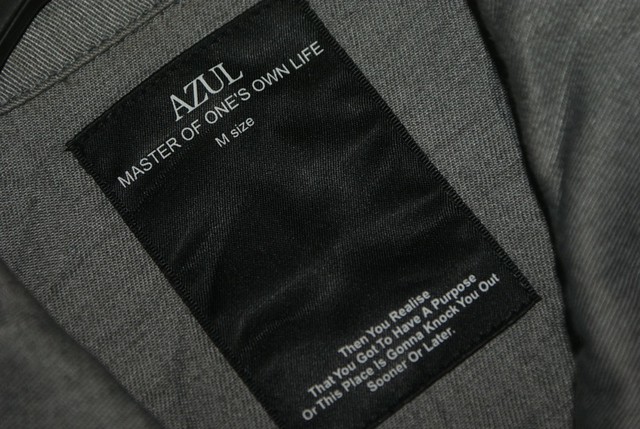 AZUL
MASTER OF ONE'S OWN LIFE
M size
Then You Realise
That You Got To Have A Purpose
Or This Place Is Gonna Knock You Out
Sooner Or Later.